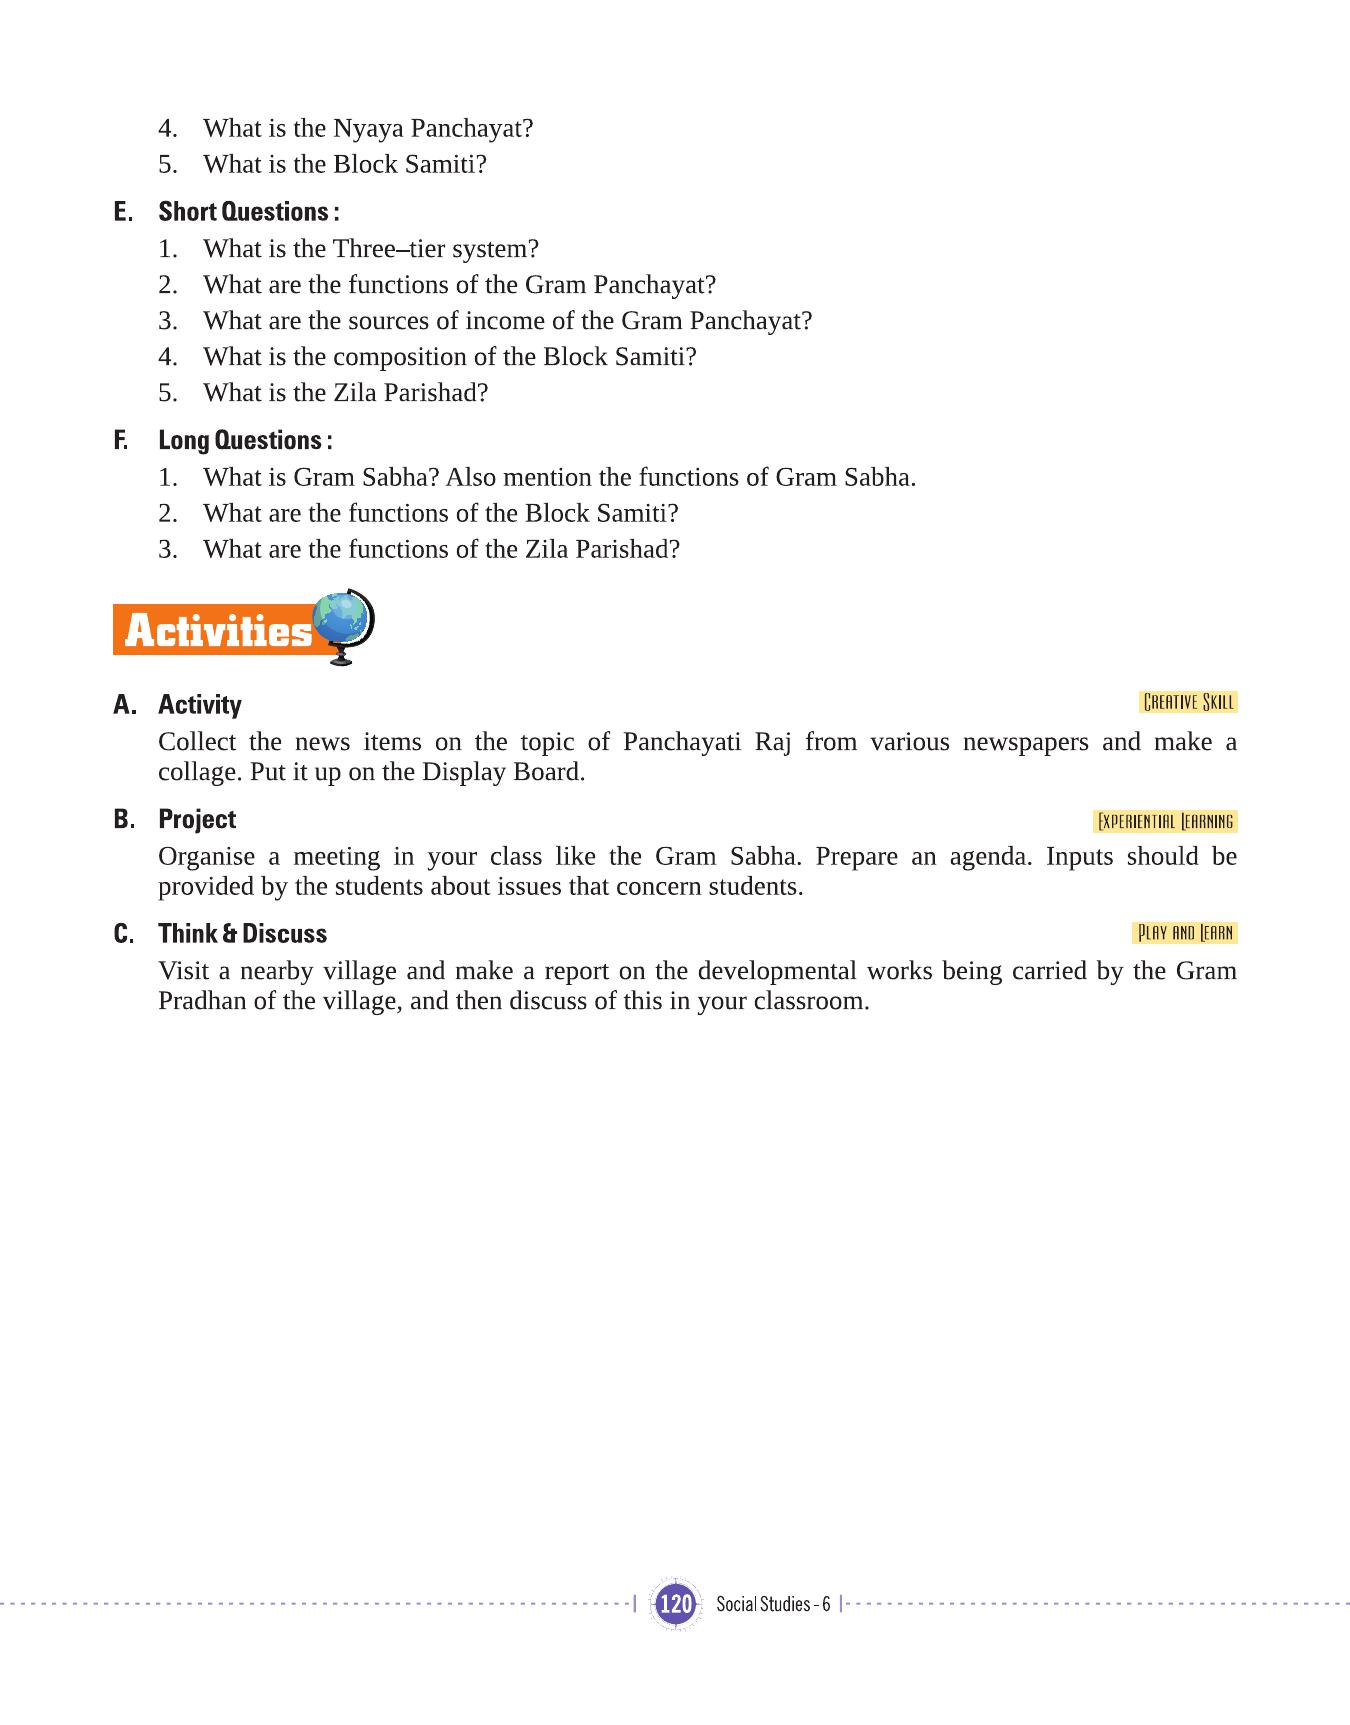 4. What is the Nyaya Panchayat?
5. What is the Block Samiti?
E. Short Questions :
1. What is the Three–tier system?
2. What are the functions of the Gram Panchayat?
3. What are the sources of income of the Gram Panchayat?
4. What is the composition of the Block Samiti?
5. What is the Zila Parishad?
F. Long Questions :
1. What is Gram Sabha? Also mention the functions of Gram Sabha.
2. What are the functions of the Block Samiti?
3. What are the functions of the Zila Parishad?
Activities
A. Activity CREATIVE SKILL
Collect the news items on the topic of Panchayati Raj from various newspapers and make a
collage. Put it up on the Display Board.
B. Project EXPERIENTIAL LEARNING
Organise a meeting in your class like the Gram Sabha. Prepare an agenda. Inputs should be
provided by the students about issues that concern students.
C. Think & Discuss PLAY AND LEARN
Visit a nearby village and make a report on the developmental works being carried by the Gram
Pradhan of the village, and then discuss of this in your classroom.
120 Social Studies - 6